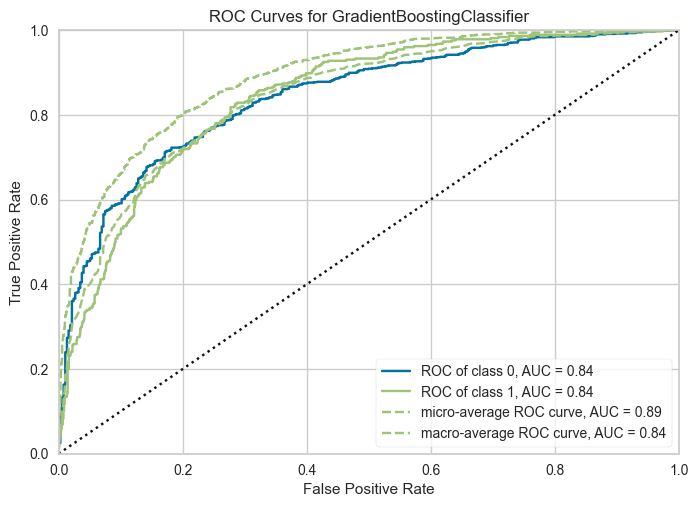 ROC Curves for GradientBoostingClassifier
True Positive Rate
1.0
0.8
0.6
0.4
0.2
0.0
ROC of class 0, AUC = 0.84
ROC of class 1, AUC = 0.84
micro-average ROC curve, AUC = 0.89
macro-average ROC curve, AUC = 0.84
0.0 0.2 0.4 0.6 0.8 1.0
False Positive Rate